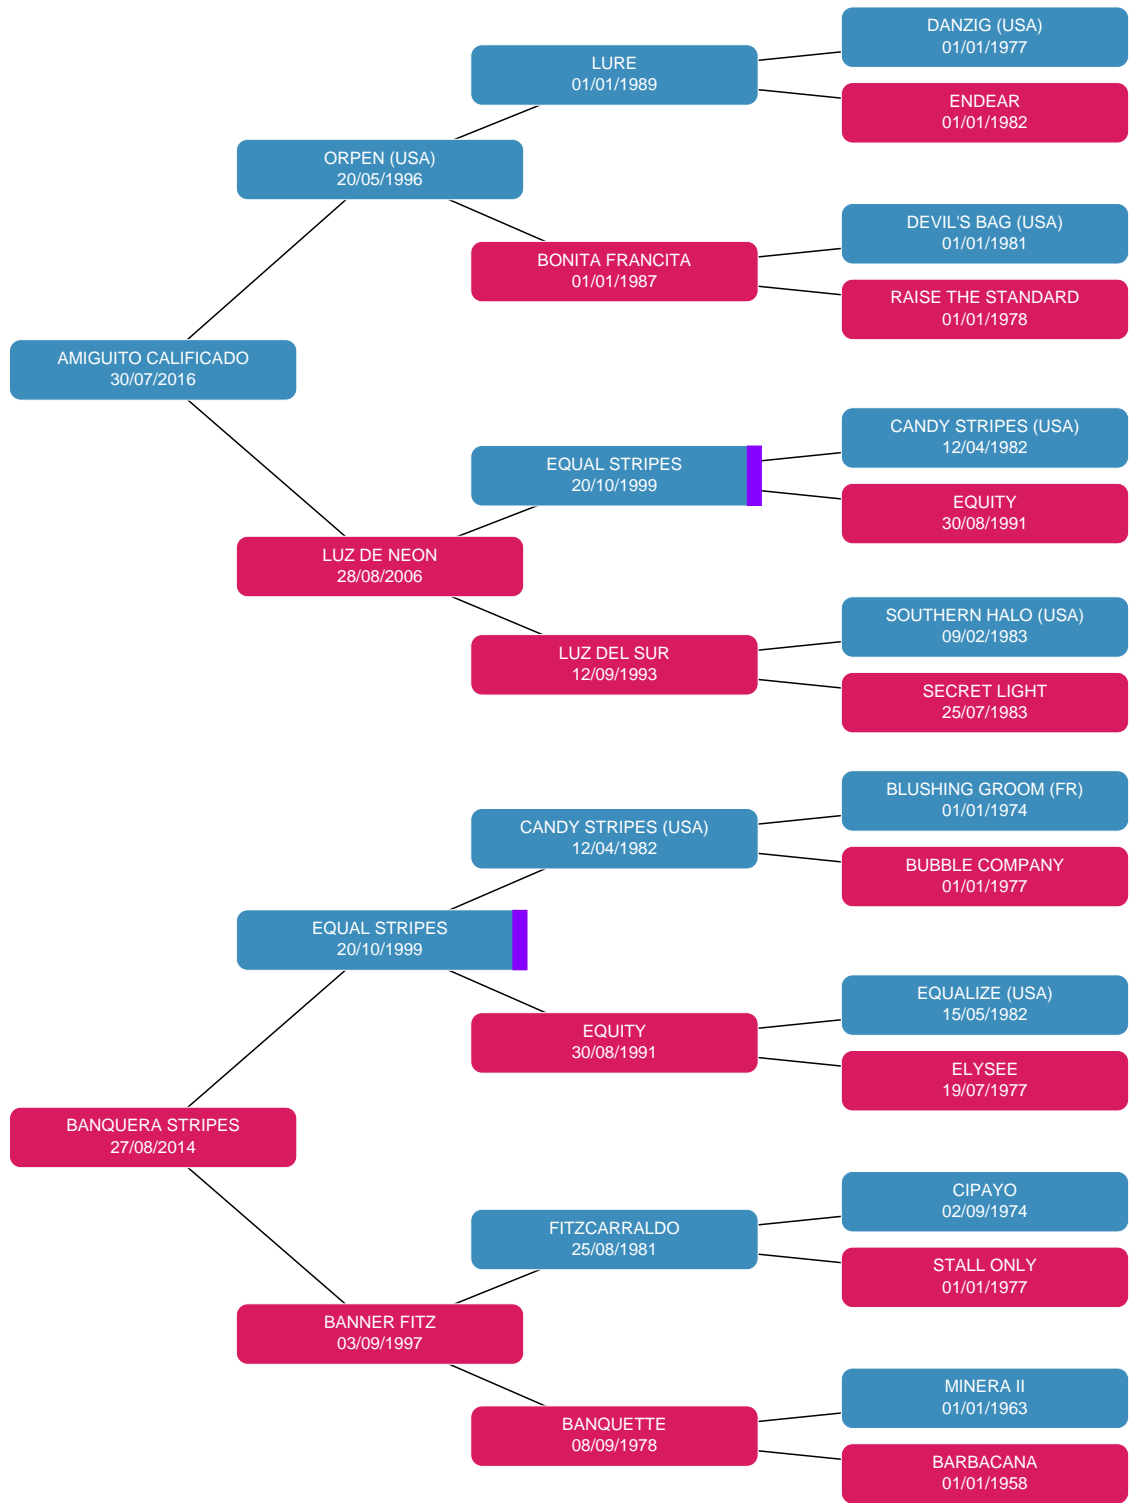 DANZIG (USA)
01/01/1977
LURE
01/01/1989
ENDEAR
01/01/1982
ORPEN (USA)
20/05/1996
DEVIL'S BAG (USA)
01/01/1981
BONITA FRANCITA
01/01/1987
RAISE THE STANDARD
01/01/1978
AMIGUITO CALIFICADO
30/07/2016
CANDY STRIPES (USA)
12/04/1982
EQUAL STRIPES
20/10/1999
EQUITY
30/08/1991
LUZ DE NEON
28/08/2006
SOUTHERN HALO (USA)
09/02/1983
LUZ DEL SUR
12/09/1993
SECRET LIGHT
25/07/1983
BLUSHING GROOM (FR)
01/01/1974
CANDY STRIPES (USA)
12/04/1982
BUBBLE COMPANY
01/01/1977
EQUAL STRIPES
20/10/1999
EQUALIZE (USA)
15/05/1982
EQUITY
30/08/1991
ELYSEE
19/07/1977
BANQUERA STRIPES
27/08/2014
CIPAYO
02/09/1974
FITZCARRALDO
25/08/1981
STALL ONLY
01/01/1977
BANNER FITZ
03/09/1997
MINERA II
01/01/1963
BANQUETTE
08/09/1978
BARBACANA
01/01/1958